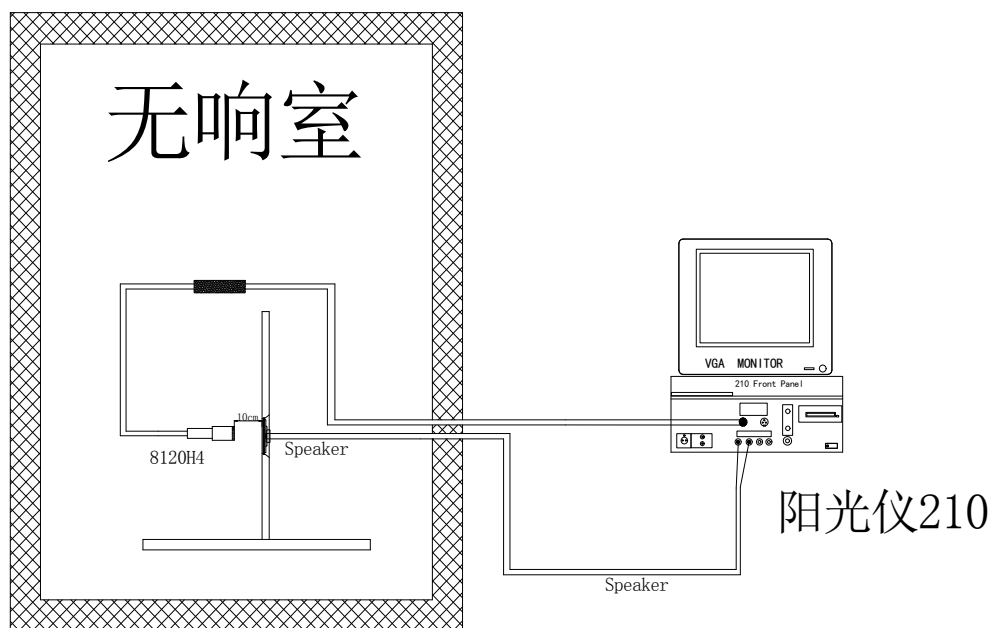 无响室
VGA MONITOR
210 Front Panel
10cm
Speaker
8120H4
阳光仪210
Speaker